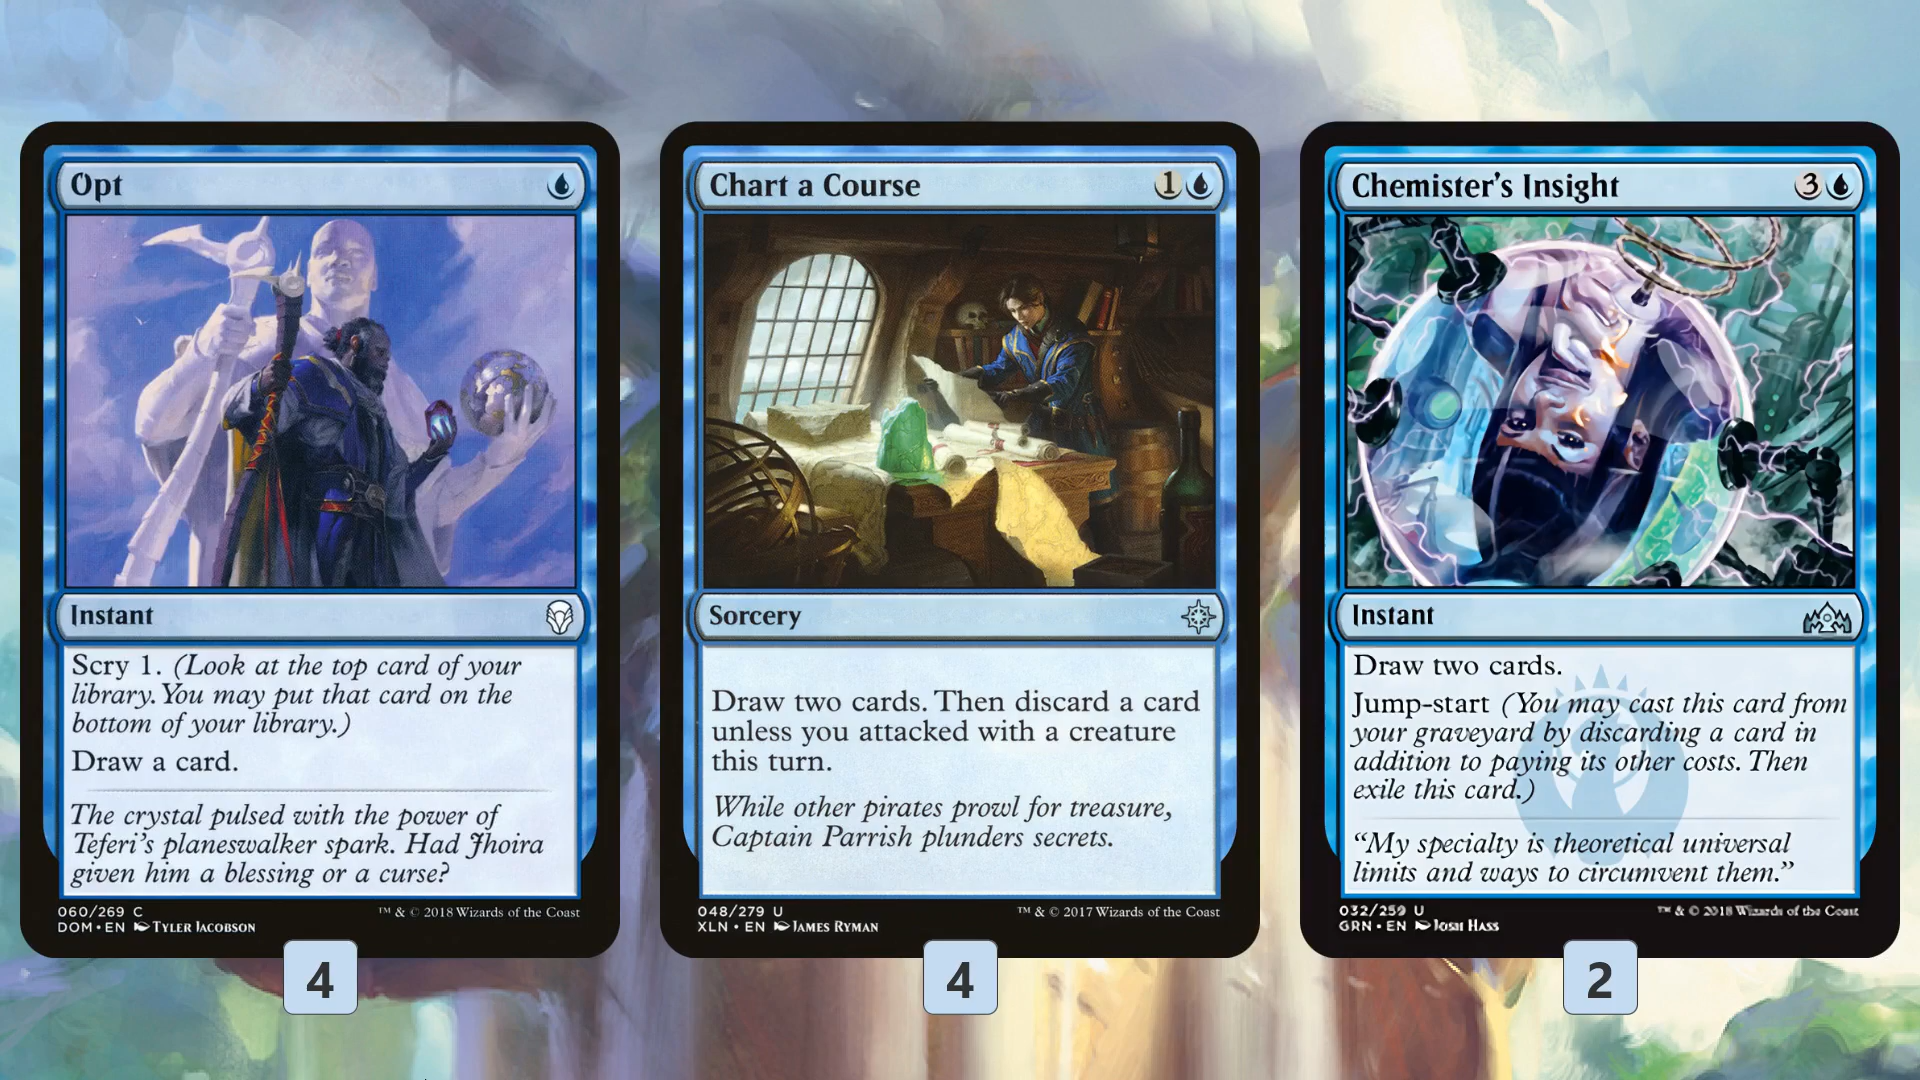 Opt
Instant
Scry 1. (Look at the top card of your
library. You may put that card on the
bottom of your library.)
Draw a card.
The crystal pulsed with the power of
Teferi's planeswalker spark. Had Jhoira
given him a blessing or a curse?
060/269 C
DOM • EN TYLER JACOBSON
™ & © 2018 Wizards of the Coast
4
Chart a Course
1
Sorcery
Draw two cards. Then discard a card
unless you attacked with a creature
this turn.
While other pirates prowl for treasure,
Captain Parrish plunders secrets.
048/279 U
XLN • EN JAMES RYMAN
™ & © 2017 Wizards of the Coast
4
Chemister's Insight
3
Instant
Draw two cards.
Jump-start (You may cast this card from
your graveyard by discarding a card in
addition to paying its other costs. Then
exile this card.)
“My specialty is theoretical universal
limits and ways to circumvent them.”
032/259 U
GRN • EN JOSH HASS
™ & © 2018 Wizards of the Coast
2